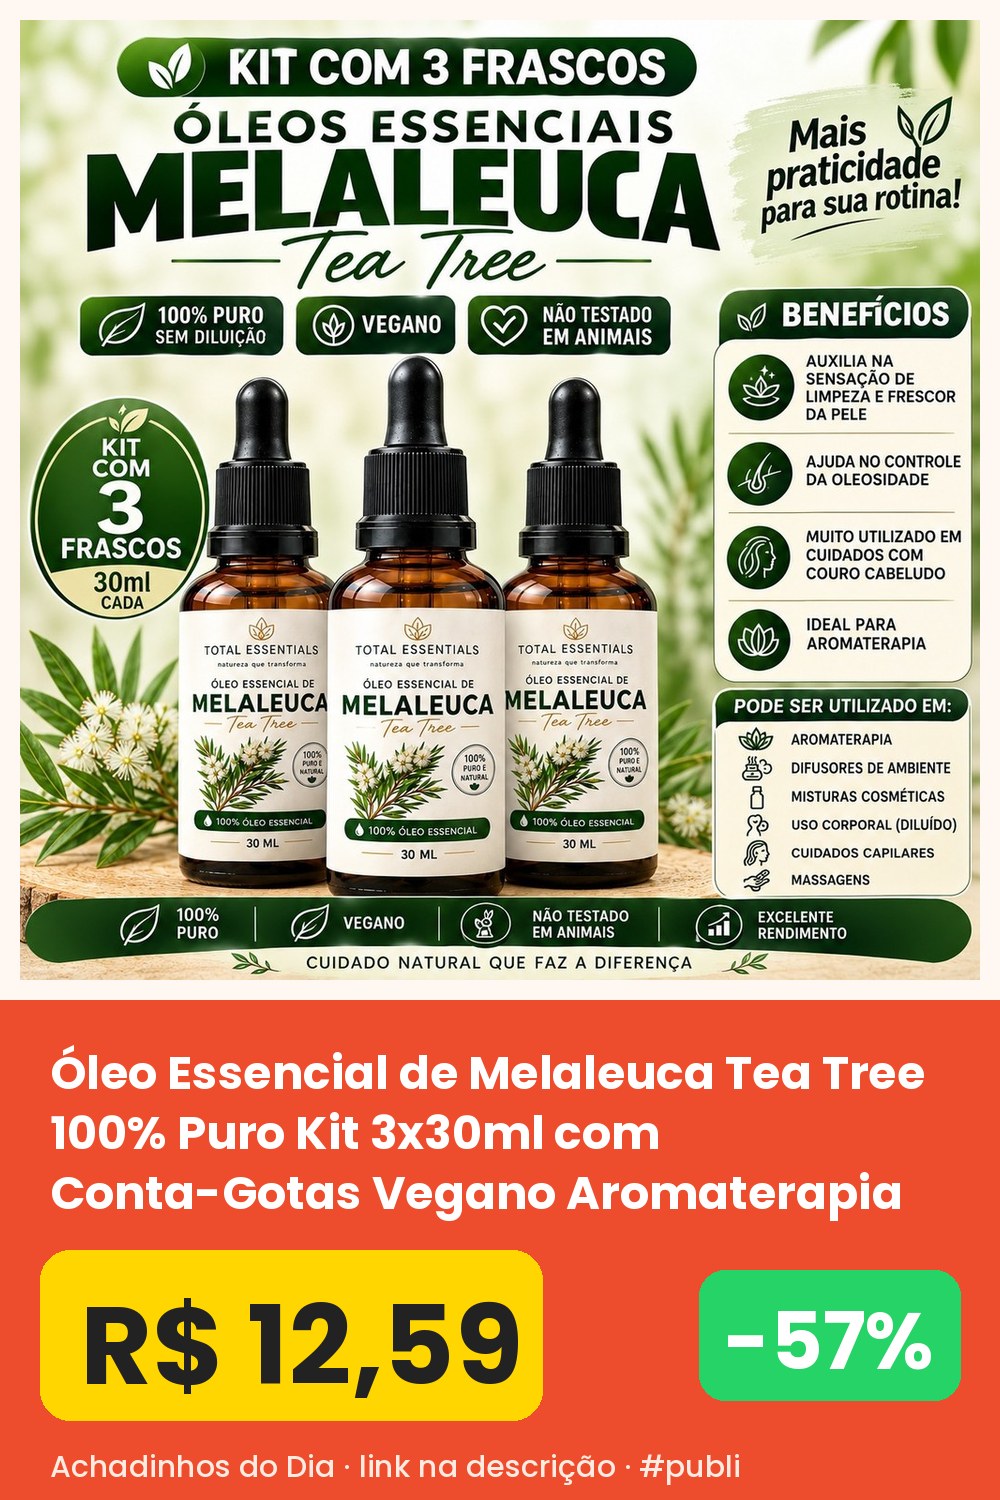 KIT COM 3 FRASCOS
ÓLEOS ESSENCIAIS
MELALEUCA
Tea Tree
Mais
praticidade
para sua rotina!
100% PURO
SEM DILUIÇÃO
VEGANO
NÃO TESTADO
EM ANIMAIS
KIT
COM
3
FRASCOS
30ml
CADA
TOTAL ESSENTIALS
natureza que transforma
ÓLEO ESSENCIAL DE
MELALEUCA
Tea Tree
100%
PURO E
NATURAL
100% ÓLEO ESSENCIAL
30 ML
TOTAL ESSENTIALS
natureza que transforma
ÓLEO ESSENCIAL DE
MELALEUCA
Tea Tree
100%
PURO E
NATURAL
100% ÓLEO ESSENCIAL
30 ML
TOTAL ESSENTIALS
natureza que transforma
ÓLEO ESSENCIAL DE
MELALEUCA
Tea Tree
100%
PURO E
NATURAL
100% ÓLEO ESSENCIAL
30 ML
BENEFÍCIOS
AUXILIA NA
SENSAÇÃO DE
LIMPEZA E FRESCOR
DA PELE
AJUDA NO CONTROLE
DA OLEOSIDADE
MUITO UTILIZADO EM
CUIDADOS COM
COURO CABELUDO
IDEAL PARA
AROMATERAPIA
PODE SER UTILIZADO EM:
AROMATERAPIA
DIFUSORES DE AMBIENTE
MISTURAS COSMÉTICAS
USO CORPORAL (DILUÍDO)
CUIDADOS CAPILARES
MASSAGENS
100%
PURO
VEGANO
NÃO TESTADO
EM ANIMAIS
EXCELENTE
RENDIMENTO
CUIDADO NATURAL QUE FAZ A DIFERENÇA
Óleo Essencial de Melaleuca Tea Tree
100% Puro Kit 3x30ml com
Conta-Gotas Vegano Aromaterapia
R$ 12,59
-57%
Achadinhos do Dia · link na descrição · #publi